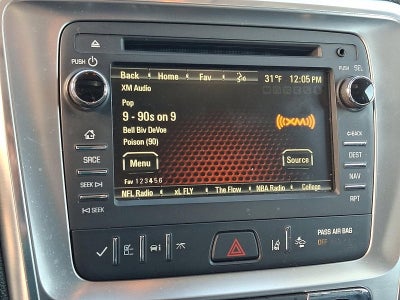 PUSH
PUSH SEL
Back Home Fav 31°F 12:05 PM
XM Audio
Pop
9 - 90s on 9
Bell Biv DeVoe
Poison (90)
((XM))
Menu Source
Fav 1 2 3 4 5 6
NFL Radio xL FLY The Flow NBA Radio College
SRCE
SEEK
SEEK
BACK
DEST
NAV
RPT
PASS AIR BAG
OFF